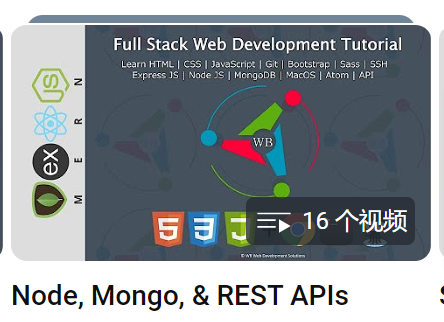 Full Stack Web Development Tutorial
Learn HTML | CSS | JavaScript | Git | Bootstrap | Sass | SSH
Express JS | Node JS | MongoDB | MacOS | Atom | API
JS
N
R
ex
E
M
WB
5
3
J
16 个视频
© WB Web Development Solutions
Node, Mongo, & REST APIs